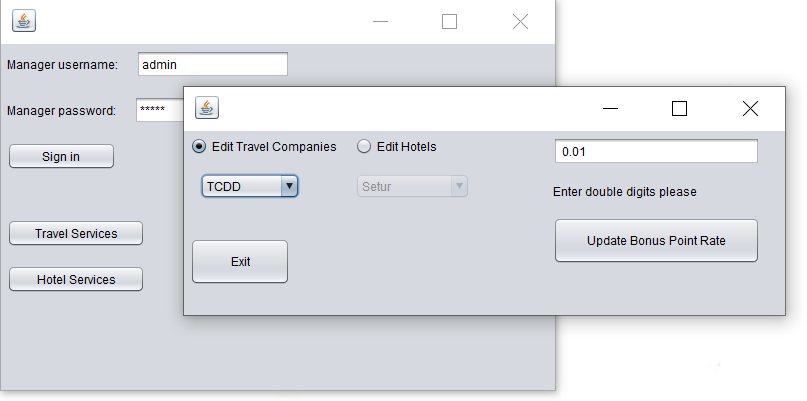 Manager username: admin
Manager password: *****
Sign in
Travel Services
Hotel Services
Edit Travel Companies Edit Hotels 0.01
TCDD Setur Enter double digits please
Exit Update Bonus Point Rate